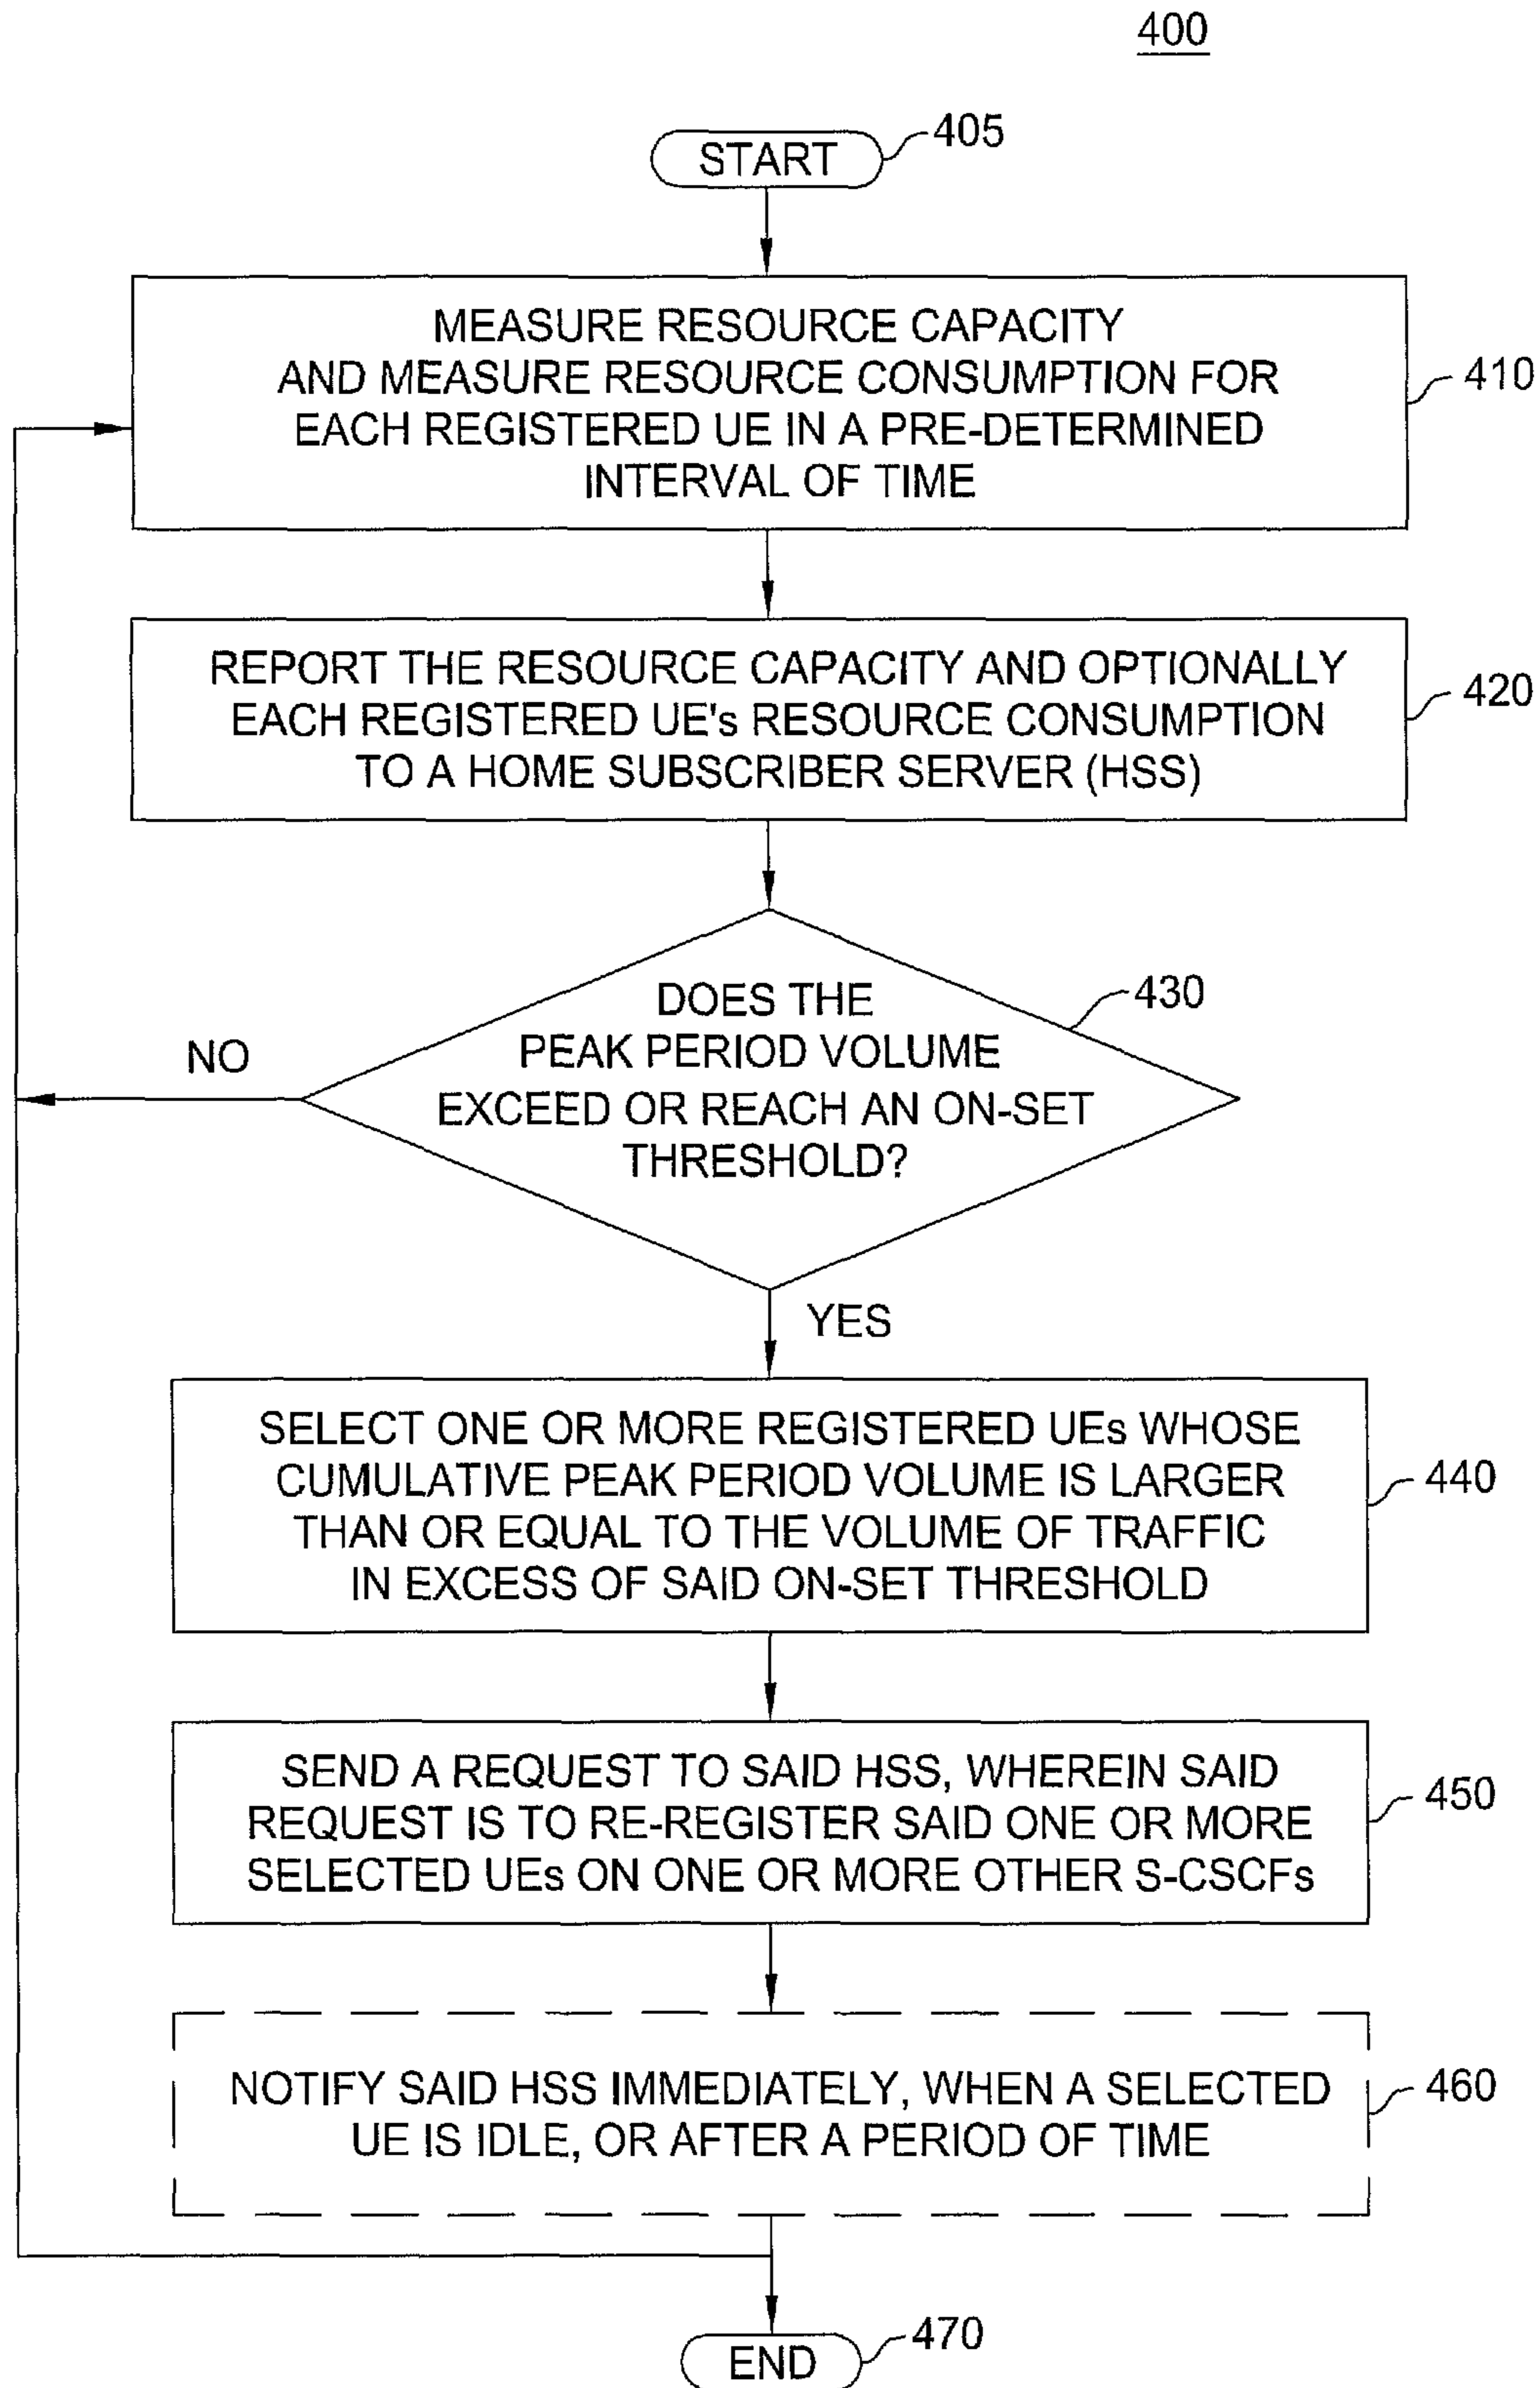 400
START
405
MEASURE RESOURCE CAPACITY
AND MEASURE RESOURCE CONSUMPTION FOR
EACH REGISTERED UE IN A PRE-DETERMINED
INTERVAL OF TIME
410
REPORT THE RESOURCE CAPACITY AND OPTIONALLY
EACH REGISTERED UE's RESOURCE CONSUMPTION
TO A HOME SUBSCRIBER SERVER (HSS)
420
DOES THE
PEAK PERIOD VOLUME
EXCEED OR REACH AN ON-SET
THRESHOLD?
430
NO
YES
SELECT ONE OR MORE REGISTERED UEs WHOSE
CUMULATIVE PEAK PERIOD VOLUME IS LARGER
THAN OR EQUAL TO THE VOLUME OF TRAFFIC
IN EXCESS OF SAID ON-SET THRESHOLD
440
SEND A REQUEST TO SAID HSS, WHEREIN SAID
REQUEST IS TO RE-REGISTER SAID ONE OR MORE
SELECTED UEs ON ONE OR MORE OTHER S-CSCFs
450
NOTIFY SAID HSS IMMEDIATELY, WHEN A SELECTED
UE IS IDLE, OR AFTER A PERIOD OF TIME
460
END
470